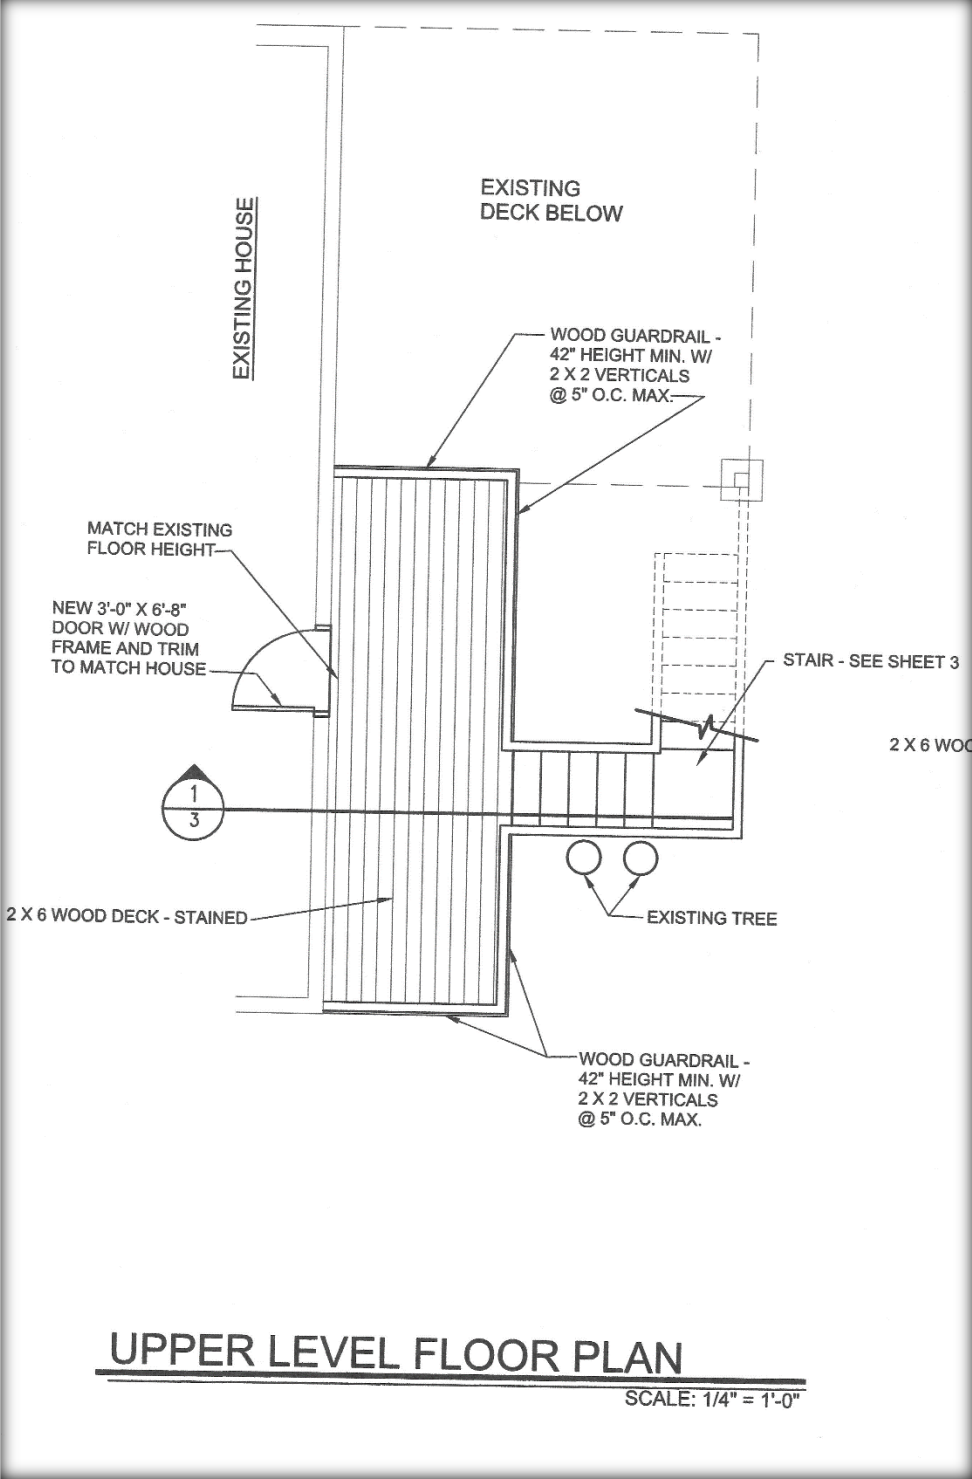 EXISTING
DECK BELOW
EXISTING HOUSE
WOOD GUARDRAIL -
42" HEIGHT MIN. W/
2 X 2 VERTICALS
@ 5" O.C. MAX.
MATCH EXISTING
FLOOR HEIGHT
NEW 3'-0" X 6'-8"
DOOR W/ WOOD
FRAME AND TRIM
TO MATCH HOUSE
STAIR - SEE SHEET 3
2 X 6 WOO
1
3
2 X 6 WOOD DECK - STAINED
EXISTING TREE
WOOD GUARDRAIL -
42" HEIGHT MIN. W/
2 X 2 VERTICALS
@ 5" O.C. MAX.
UPPER LEVEL FLOOR PLAN
SCALE: 1/4" = 1'-0"